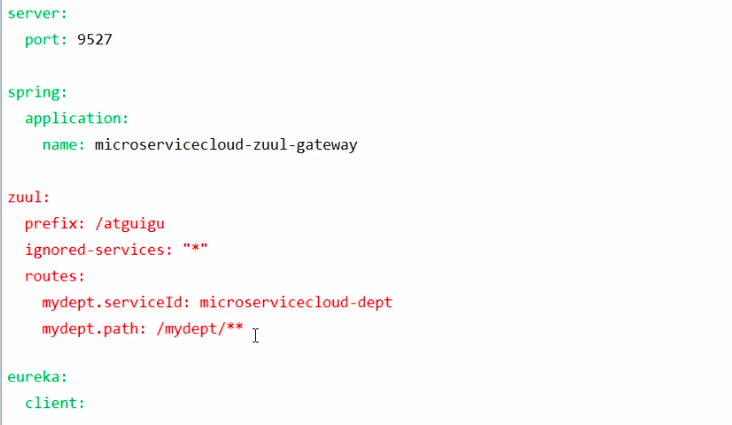 server:
  port: 9527
spring:
  application:
    name: microservicecloud-zuul-gateway
zuul:
  prefix: /atguigu
  ignored-services: "*"
  routes:
    mydept.serviceId: microservicecloud-dept
    mydept.path: /mydept/**
eureka:
  client: